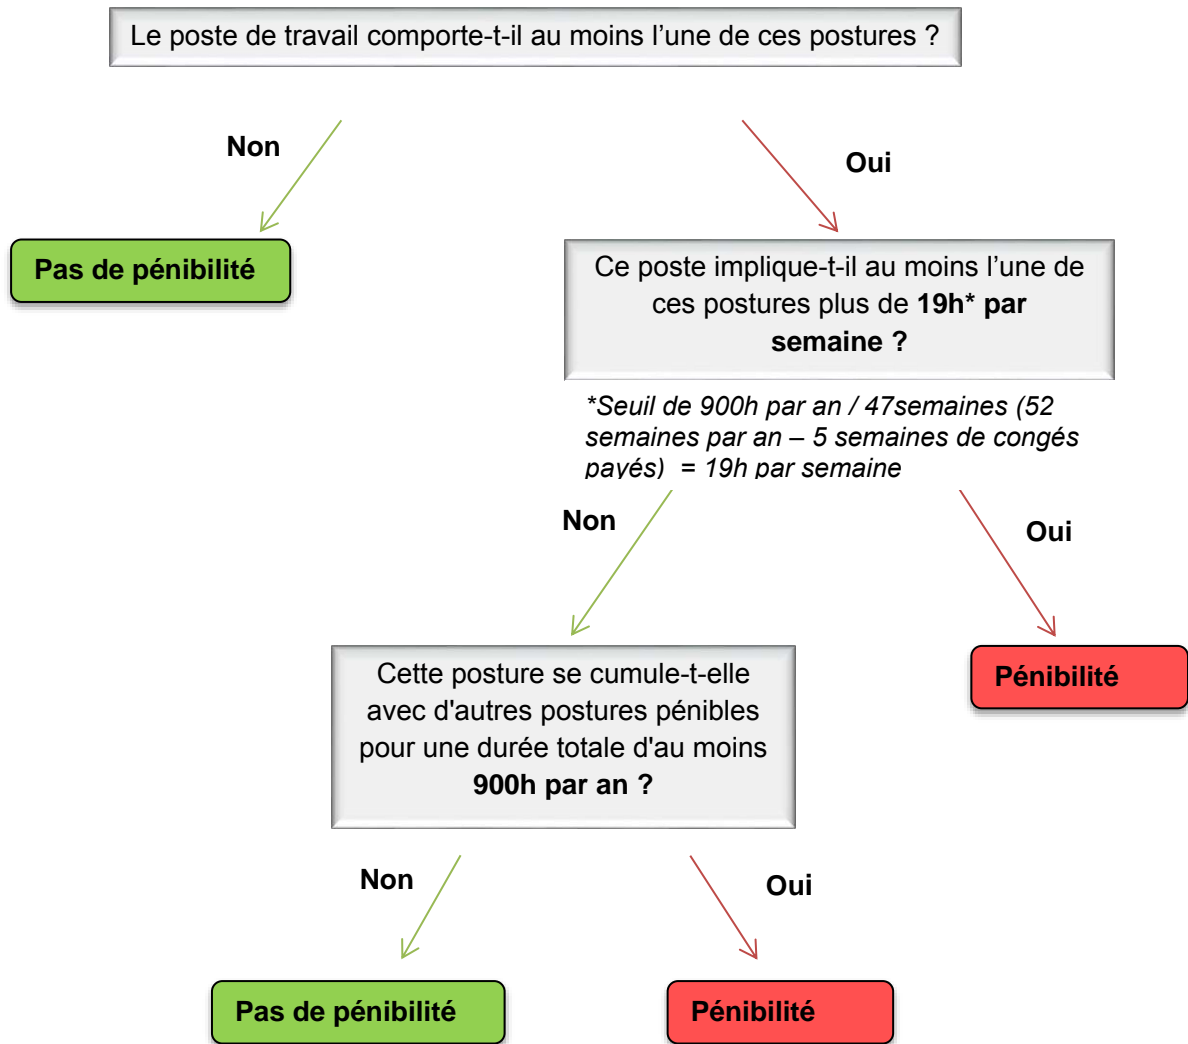 Le poste de travail comporte-t-il au moins l’une de ces postures ?
Non
Oui
Pas de pénibilité
Ce poste implique-t-il au moins l’une de
ces postures plus de 19h* par
semaine ?
*Seuil de 900h par an / 47semaines (52
semaines par an – 5 semaines de congés
payés)  = 19h par semaine
Non
Oui
Cette posture se cumule-t-elle
avec d'autres postures pénibles
pour une durée totale d'au moins
900h par an ?
Pénibilité
Non
Oui
Pas de pénibilité
Pénibilité